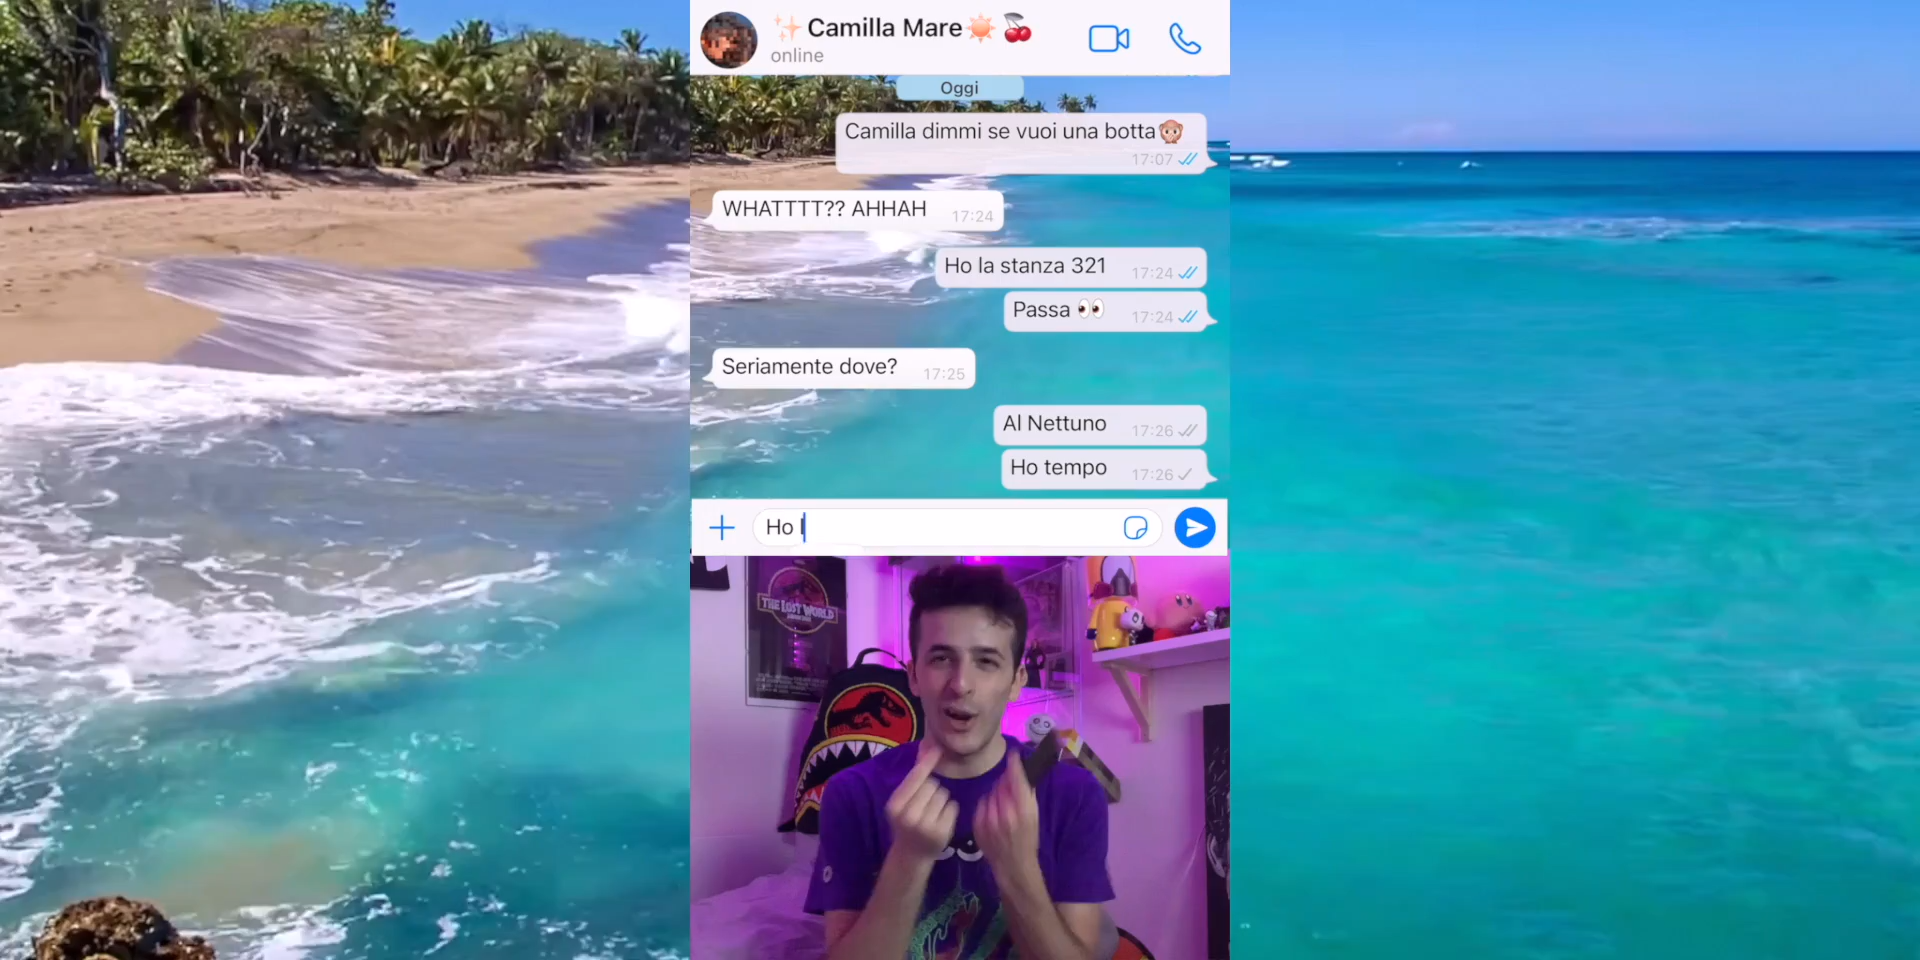 ✨Camilla Mare☀️🍒
online
Oggi
Camilla dimmi se vuoi una botta🙊
17:07
WHATTTT?? AHHAH 17:24
Ho la stanza 321 17:24
Passa 👀 17:24
Seriamente dove? 17:25
Al Nettuno 17:26
Ho tempo 17:26
Ho l
THE LOST WORLD